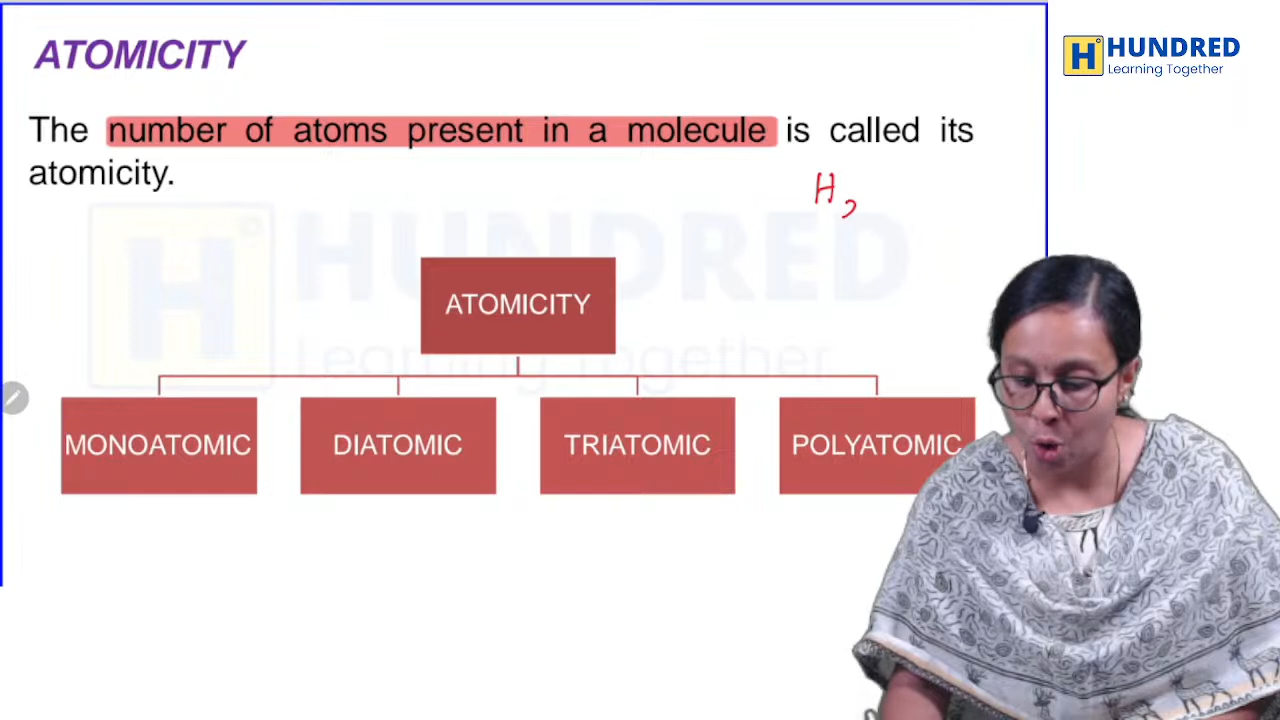 ATOMICITY
H HUNDRED
Learning Together
The number of atoms present in a molecule is called its
atomicity.
H
H HUNDRED
Learning Together
ATOMICITY
MONOATOMIC DIATOMIC TRIATOMIC POLYATOMIC